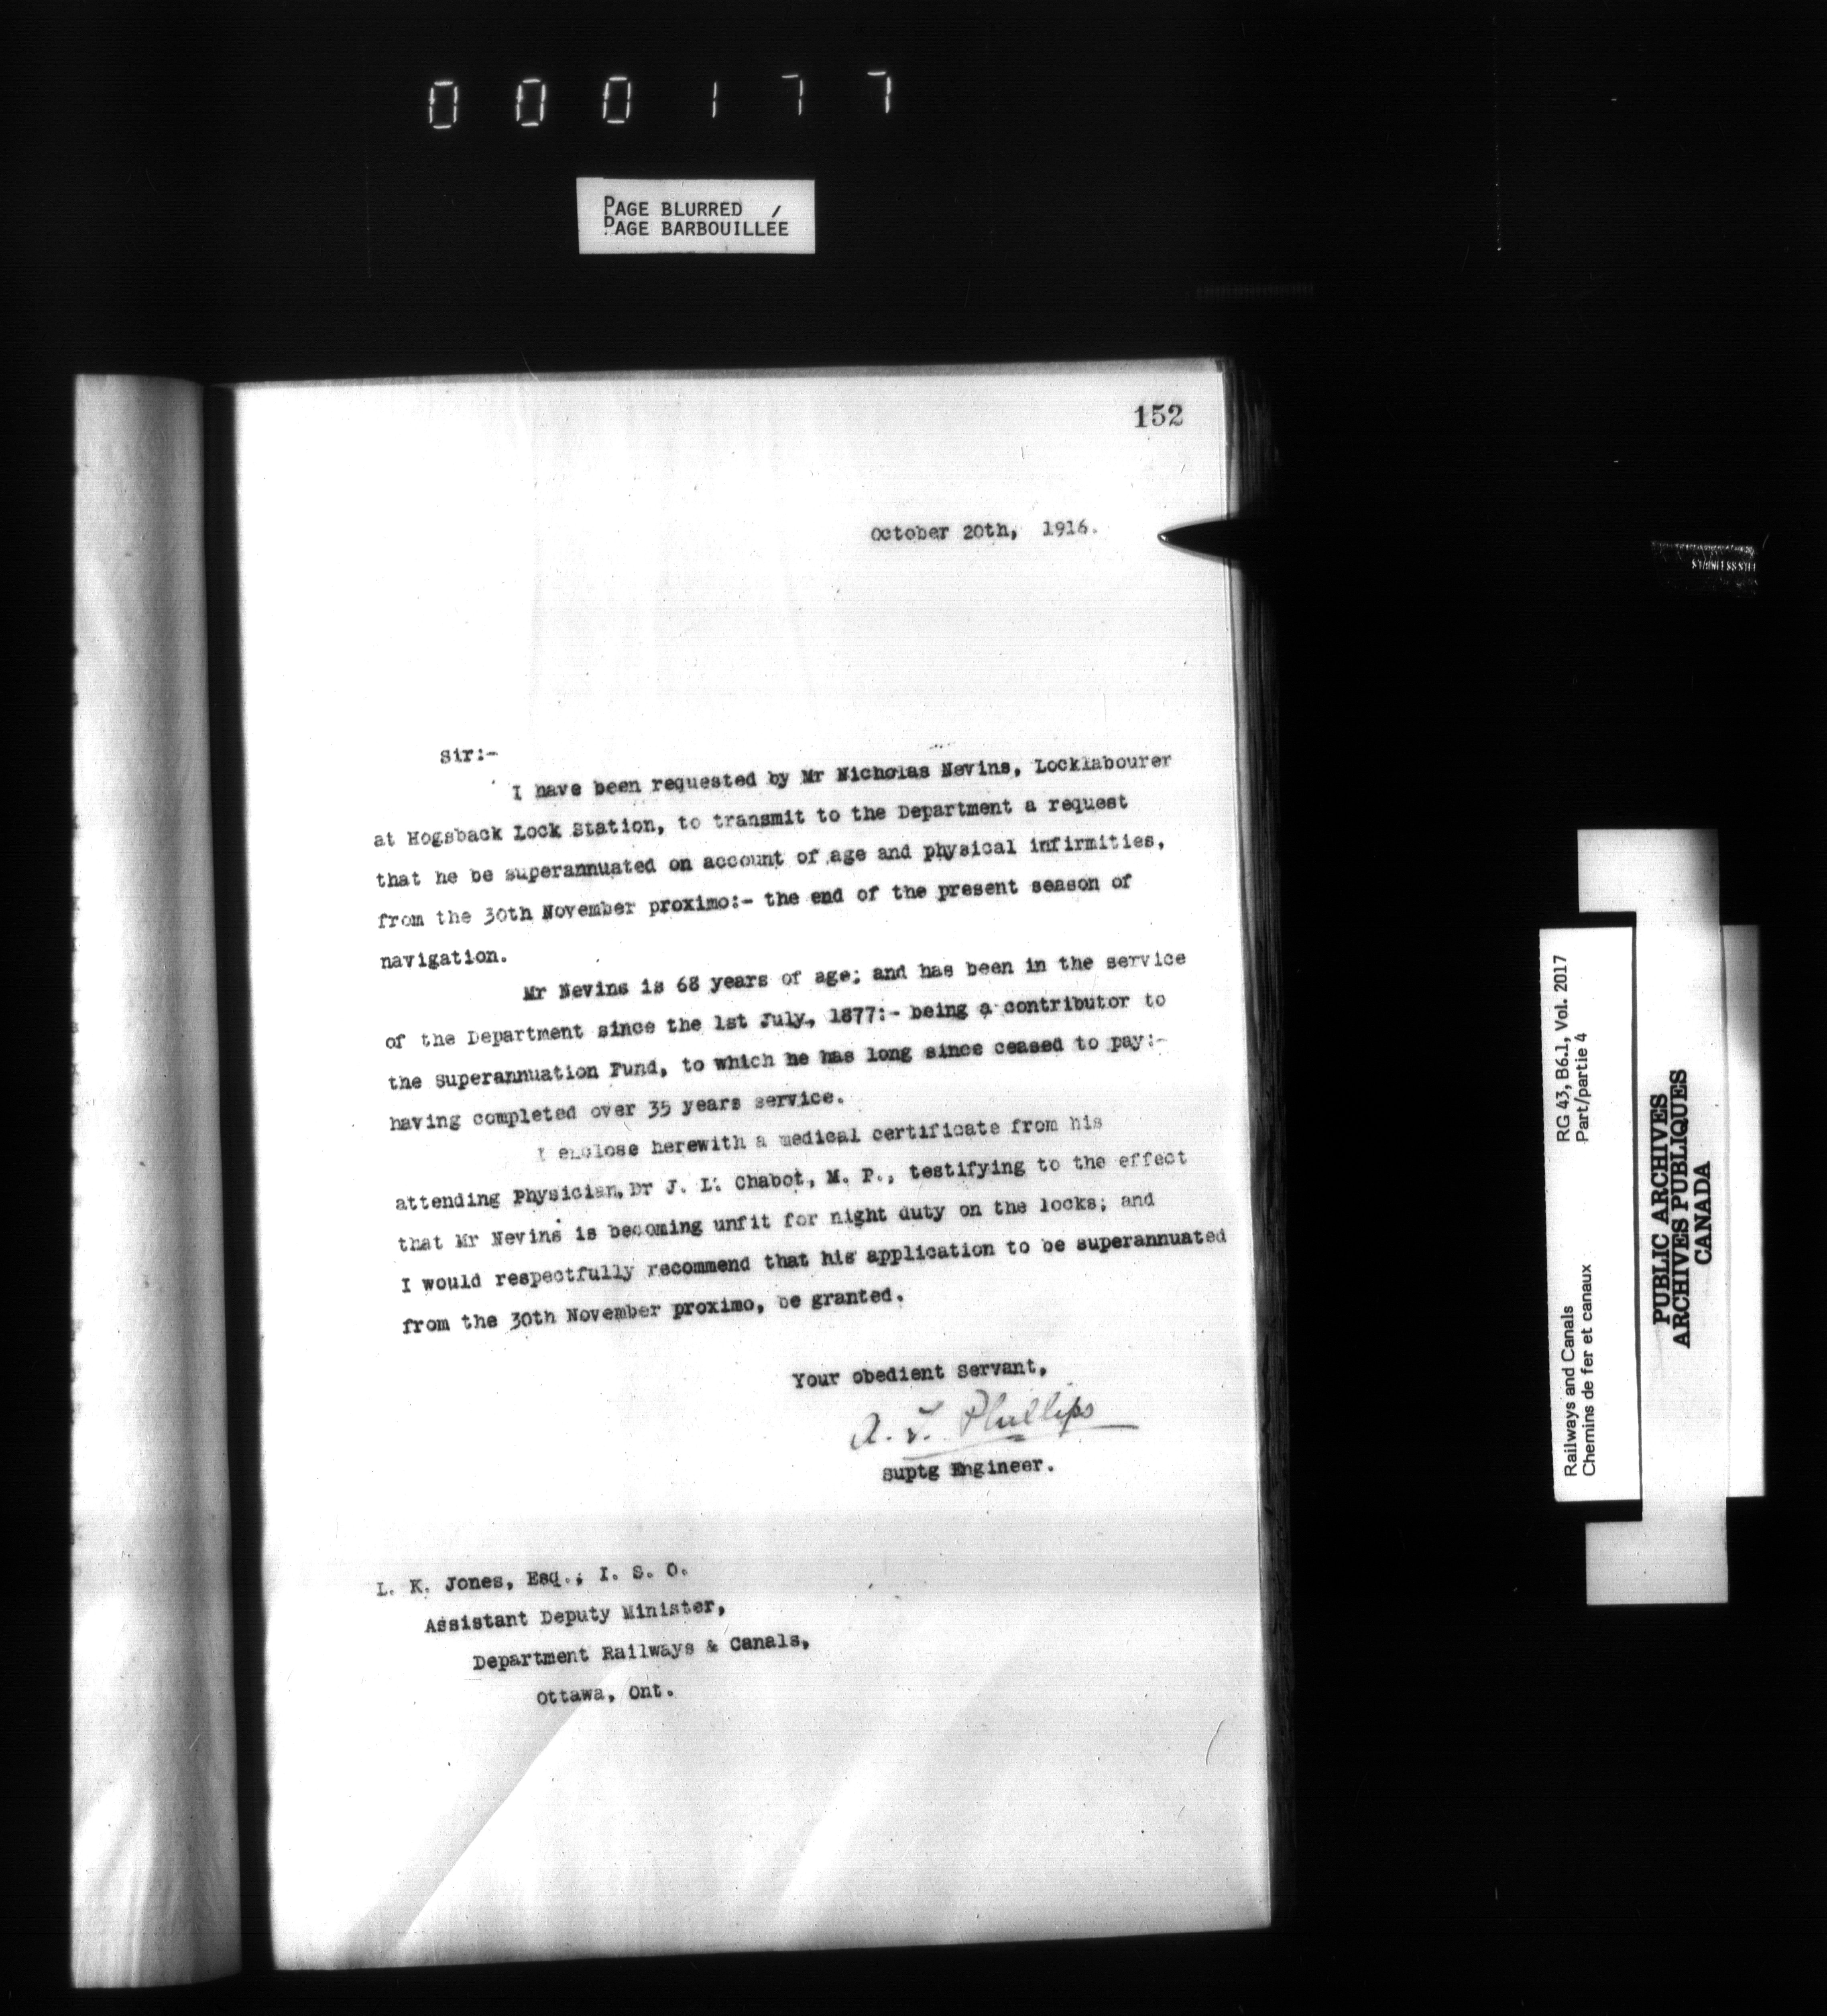 000177
PAGE BLURRED
PAGE BARBOUILLÉE
152
October 20th, 1916.
Sir:-
I have been requested by Mr Nicholas Nevins, Locklabourer
at Hogsback Lock Station, to transmit to the Department a request
that he be superannuated on account of age and physical infirmities,
from the 30th November proximo:- the end of the present season of
navigation.
Mr Nevins is 68 years of age; and has been in the service
of the Department since the 1st July, 1877:- being a contributor to
the Superannuation Fund, to which he has long since ceased to pay:-
having completed over 35 years service.
I enclose herewith a medical certificate from his
attending Physician, Dr J. L. Chabot, M. P., testifying to the effect
that Mr Nevins is becoming unfit for night duty on the locks; and
I would respectfully recommend that his application to be superannuated
from the 30th November proximo, be granted.
Your obedient Servant,
A. T. Phillips
Suptg Engineer.
L. K. Jones, Esq., I. S. O.
Assistant Deputy Minister,
Department Railways & Canals,
Ottawa, Ont.
Railways and Canals RG 43, B6.1, Vol. 2017
Chemins de fer et canaux Part/partie 4
PUBLIC ARCHIVES
ARCHIVES PUBLIQUES
CANADA